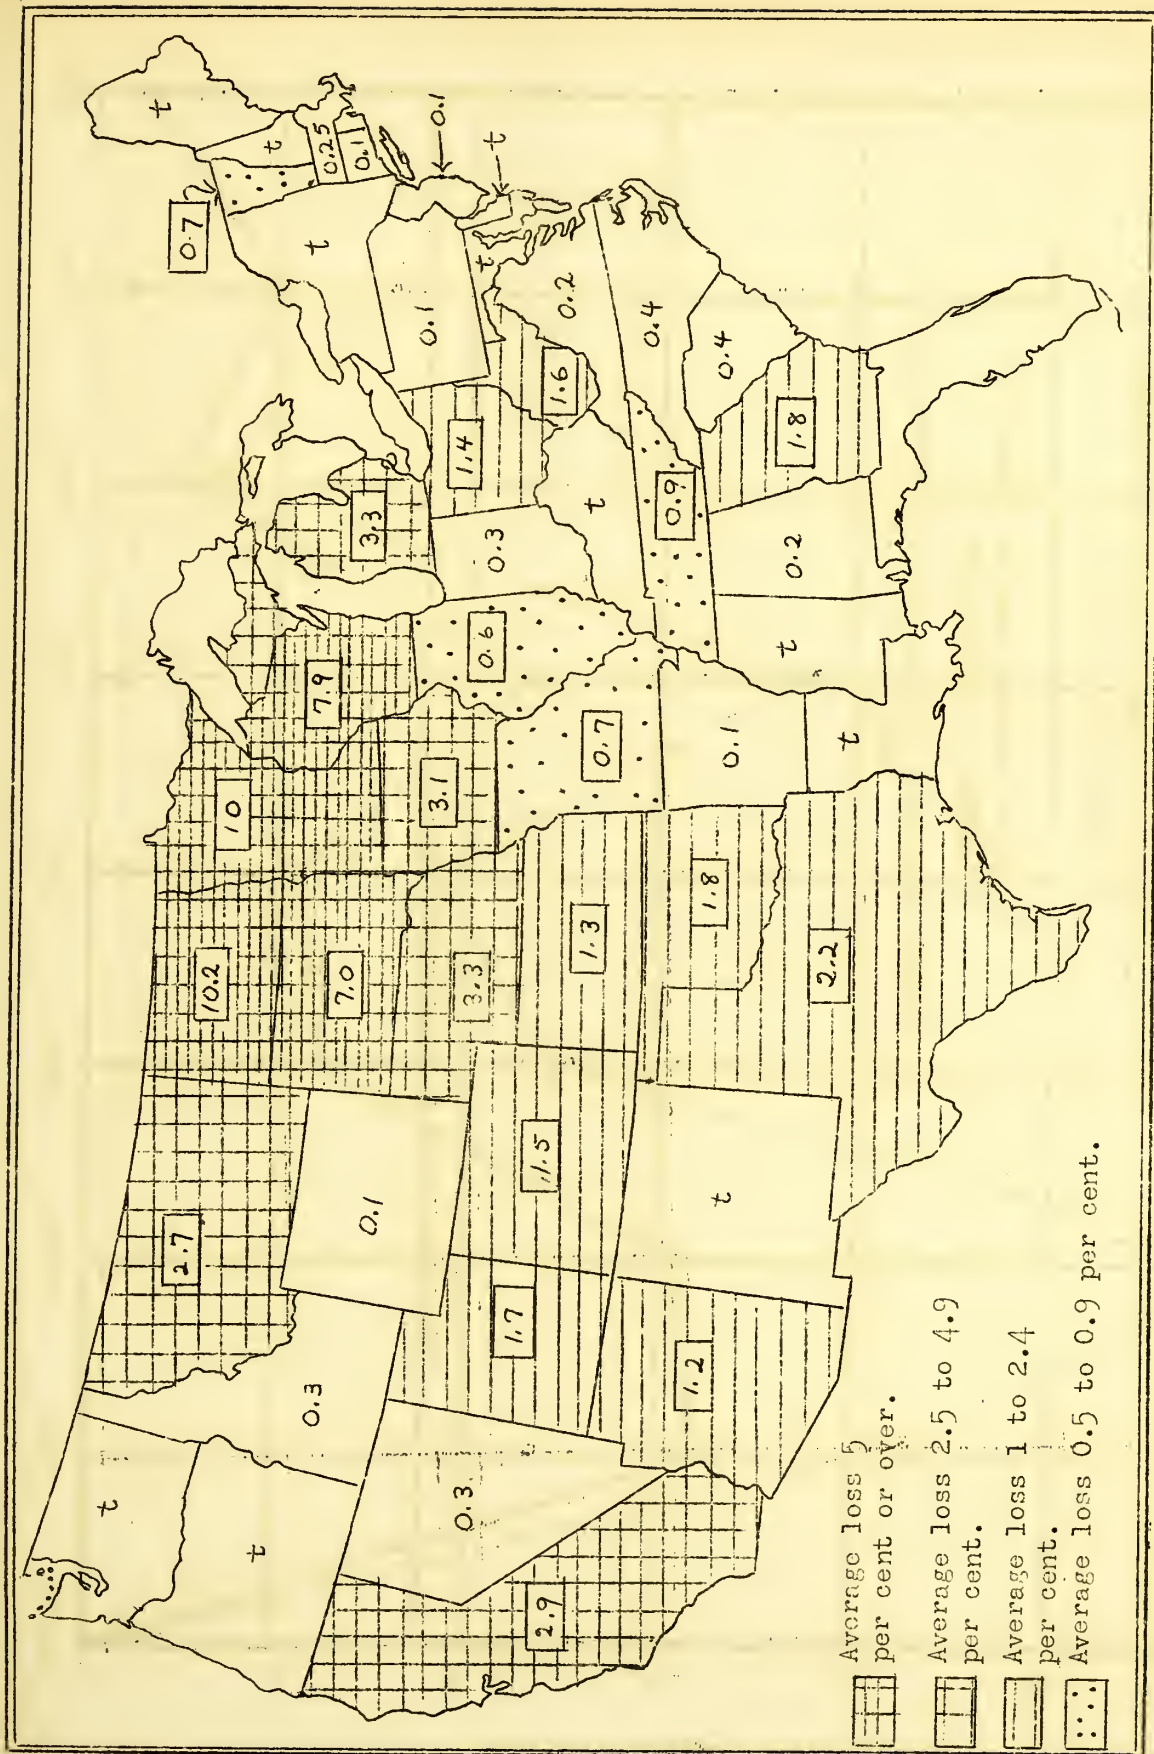 t
t
0.3
2.7
10.2
10
7.9
3.3
0.7
t
t
t
0.25
0.11
0.1
t
0.1
7.0
3.1
0.6
0.3
1.4
0.1
t
2.9
0.3
1.7
1.5
3.3
1.3
0.7
t
1.6
0.2
1.2
t
1.8
0.1
0.9
0.4
2.2
t
t
0.2
1.8
0.4
Average loss 5
per cent or over.
Average loss 2.5 to 4.9
per cent.
Average loss 1 to 2.4
per cent.
Average loss 0.5 to 0.9 per cent.